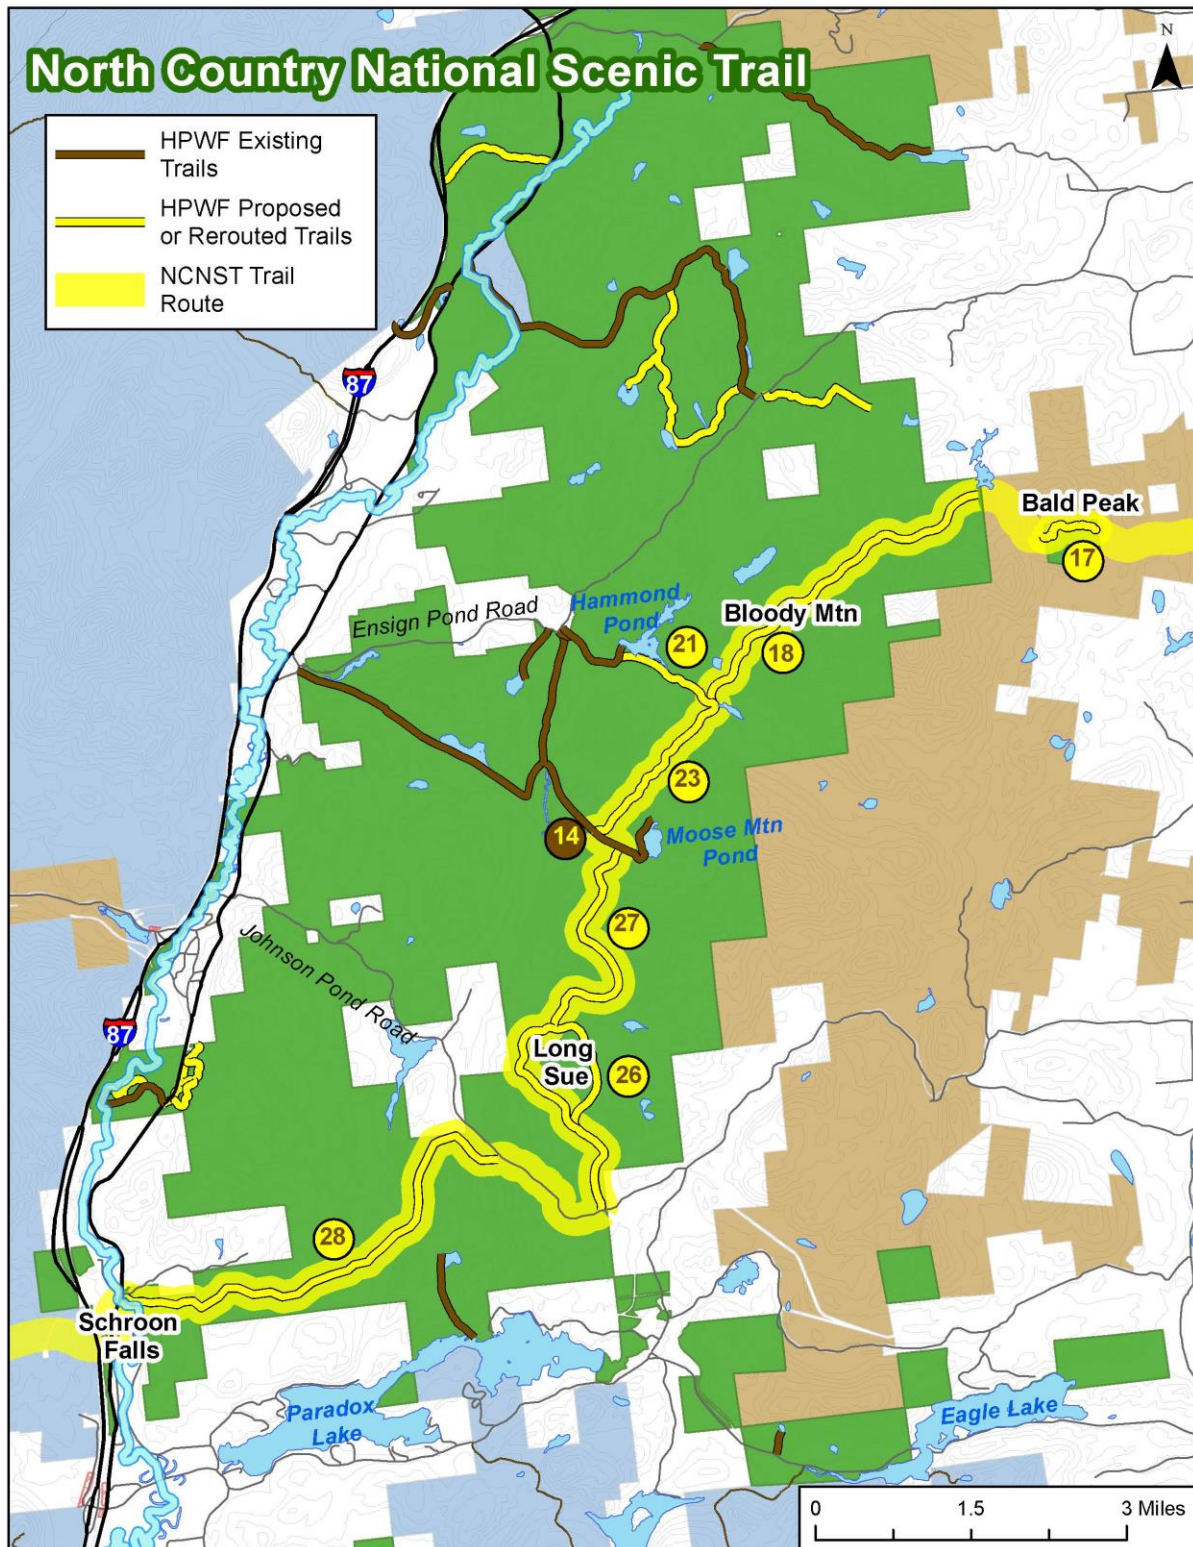 North Country National Scenic Trail
N
HPWF Existing
Trails
HPWF Proposed
or Rerouted Trails
NCNST Trail
Route
87
Bald Peak
17
Ensign Pond Road
Hammond
Pond
21
Bloody Mtn
18
23
14
Moose Mtn
Pond
27
Johnson Pond Road
87
Long
Sue
26
28
Schroon
Falls
Paradox
Lake
Eagle Lake
0 1.5 3 Miles